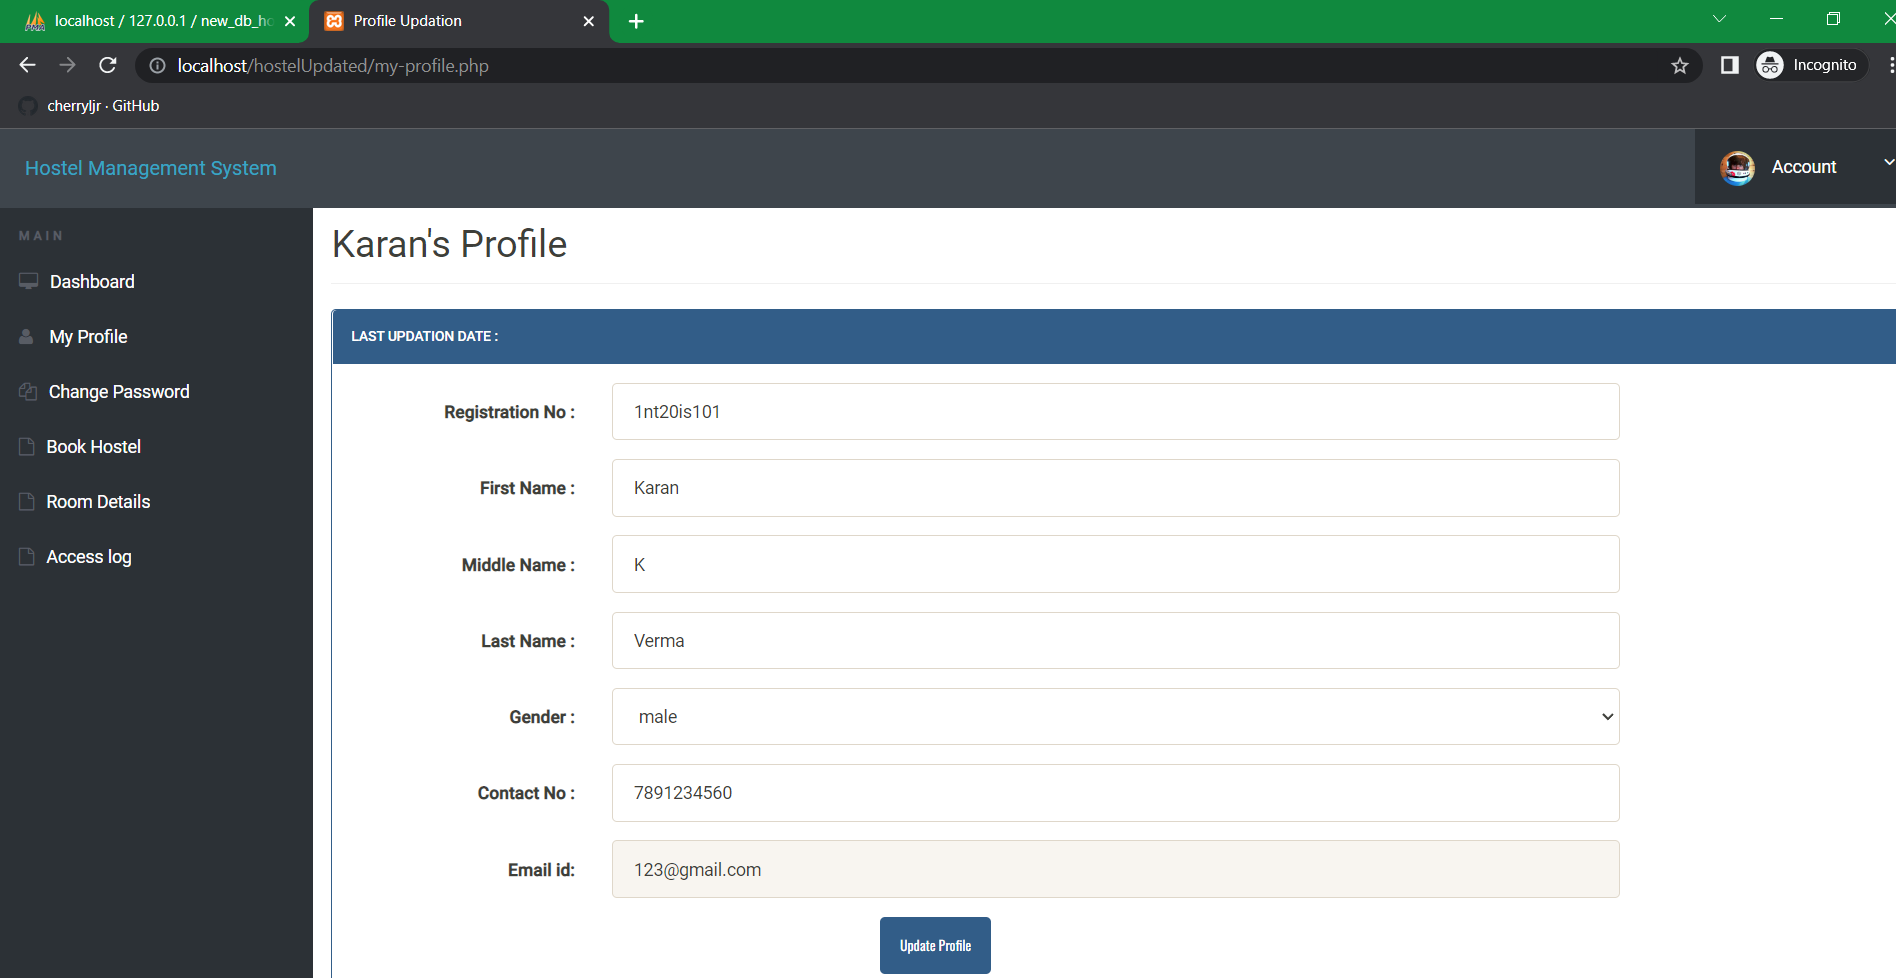 localhost / 127.0.0.1 / new_db_ho
Profile Updation
localhost/hostelUpdated/my-profile.php
Incognito
cherryljr · GitHub
Hostel Management System
Account
MAIN
Dashboard
My Profile
Change Password
Book Hostel
Room Details
Access log
Karan's Profile
LAST UPDATION DATE :
Registration No : 1nt20is101
First Name : Karan
Middle Name : K
Last Name : Verma
Gender : male
Contact No : 7891234560
Email id: 123@gmail.com
Update Profile